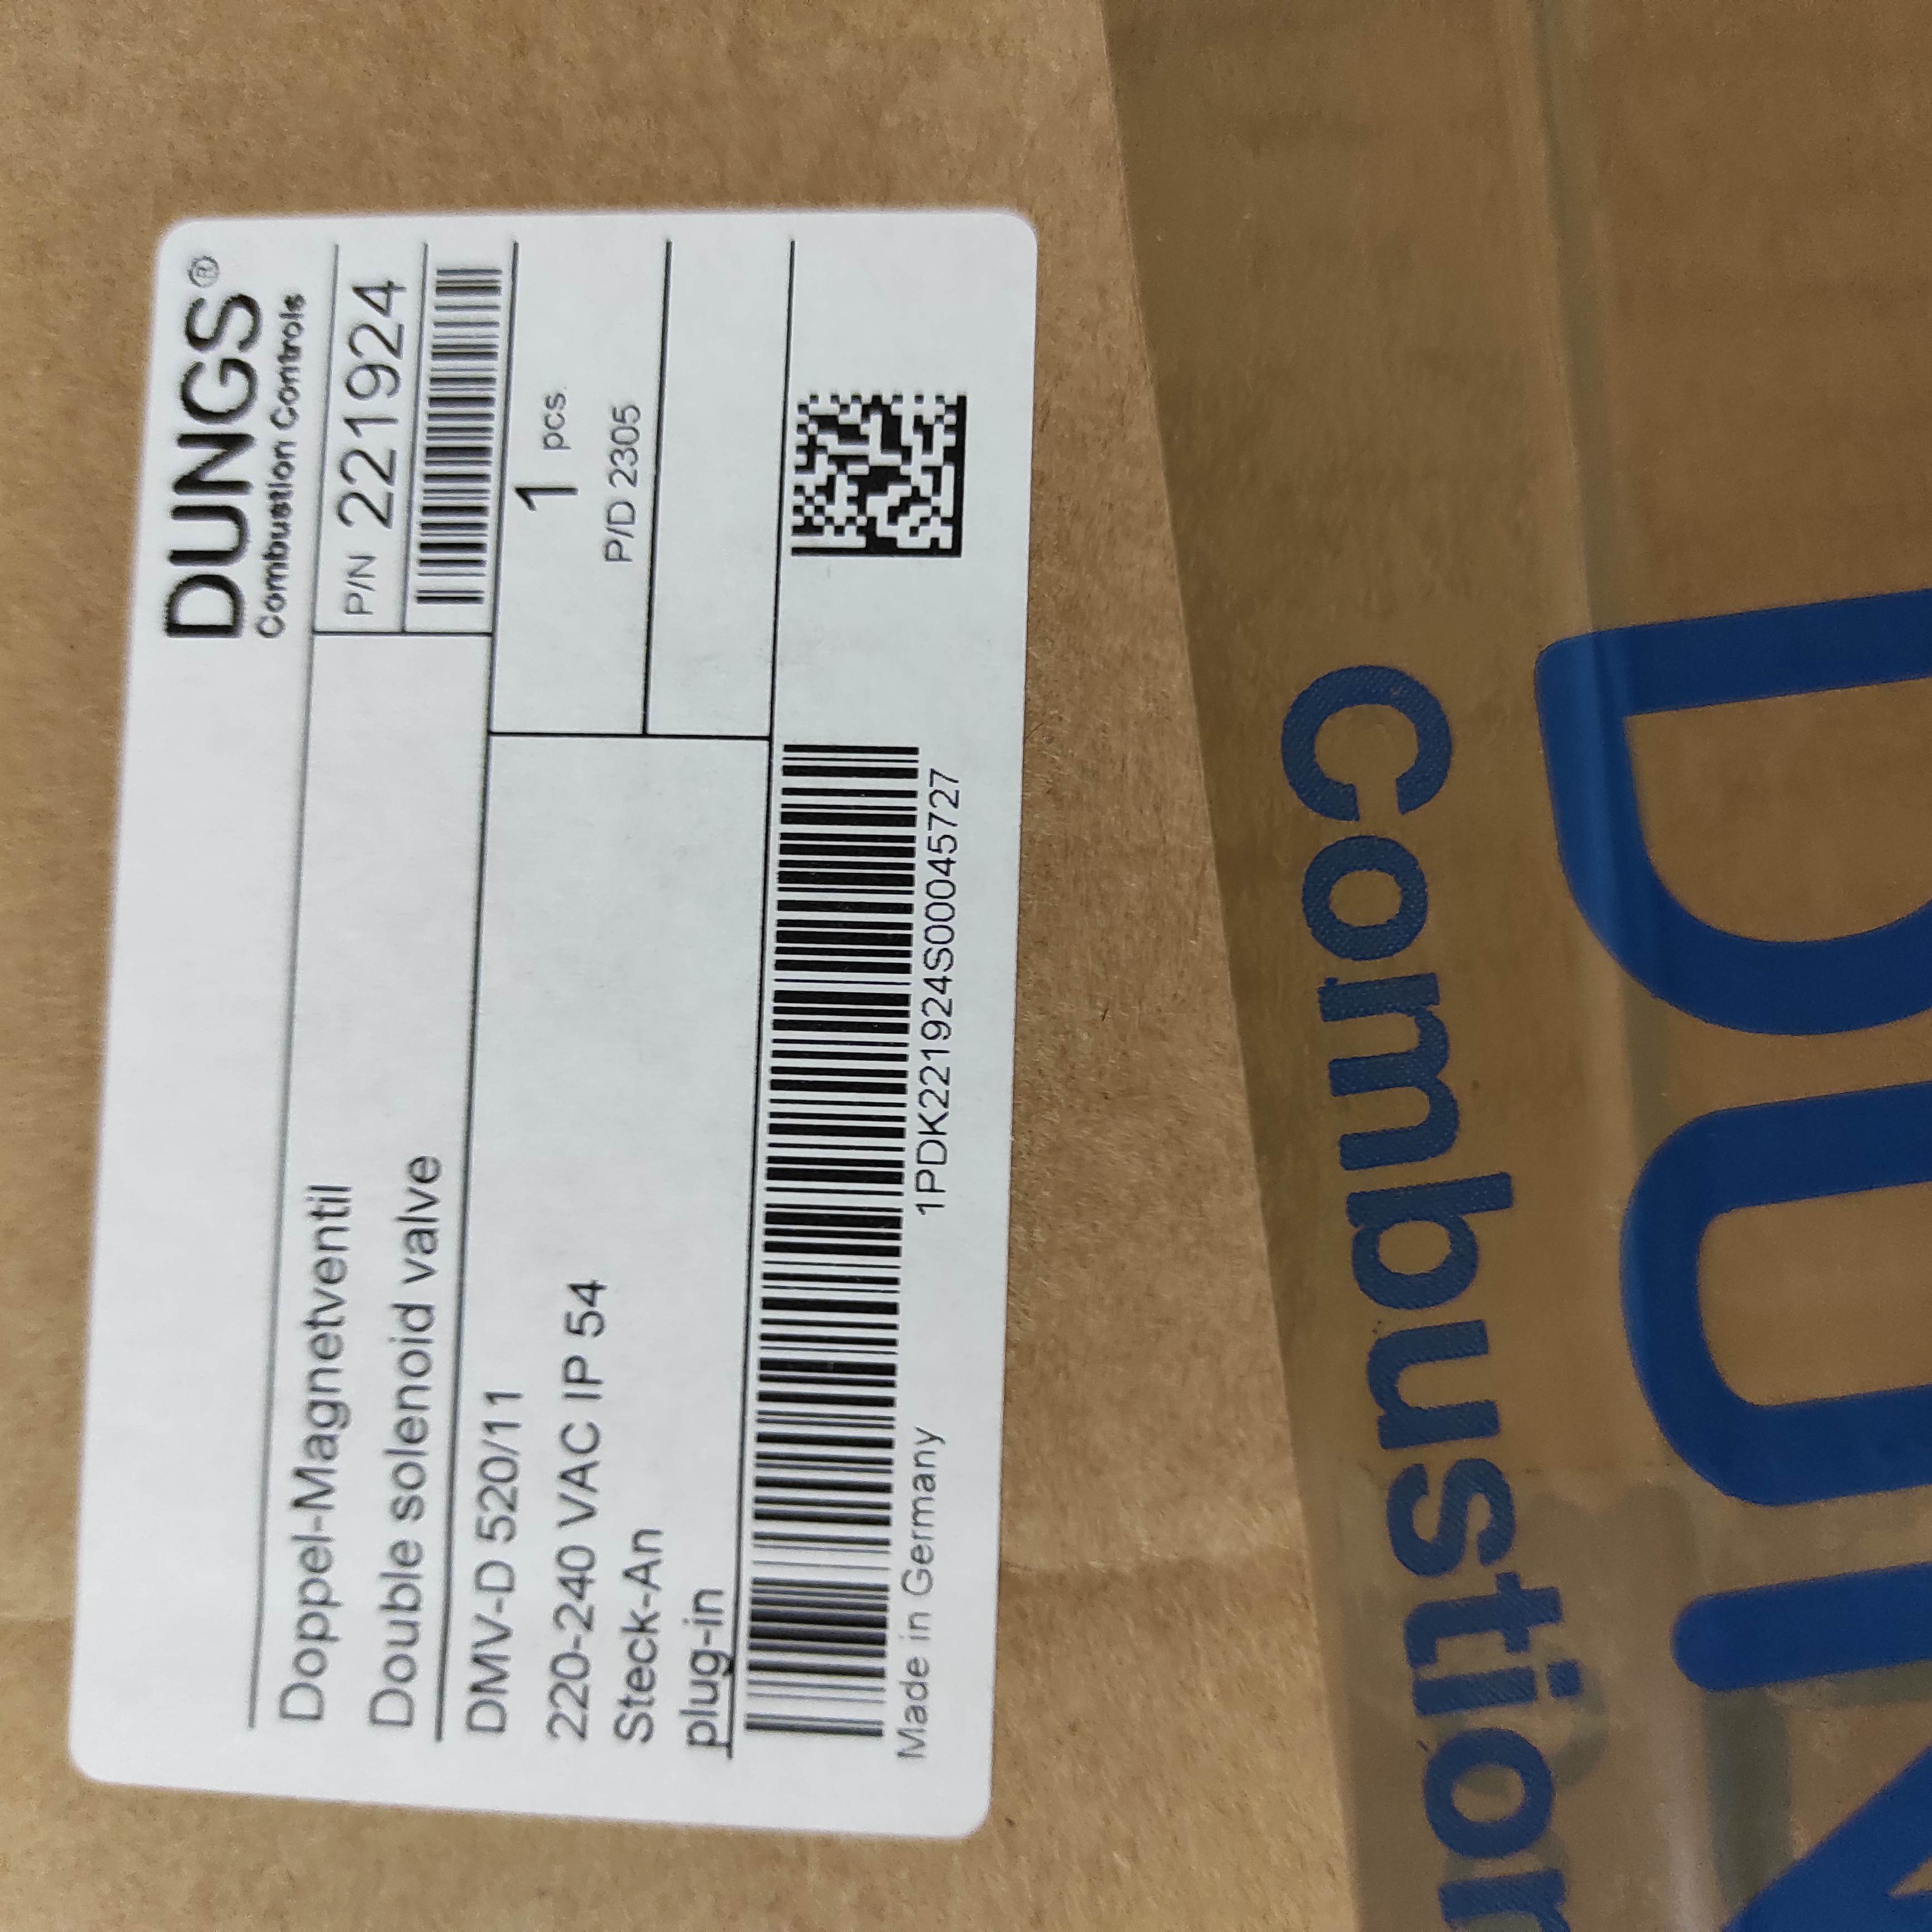 DUNGS®
Combustion Controls
Doppel-Magnetventil
Double solenoid valve
P/N 221924
DMV-D 520/11
220-240 VAC IP 54
Steck-An
plug-in
1 pcs.
P/D 2305
1PDK221924S00045727
Made in Germany
Combustion
DUN